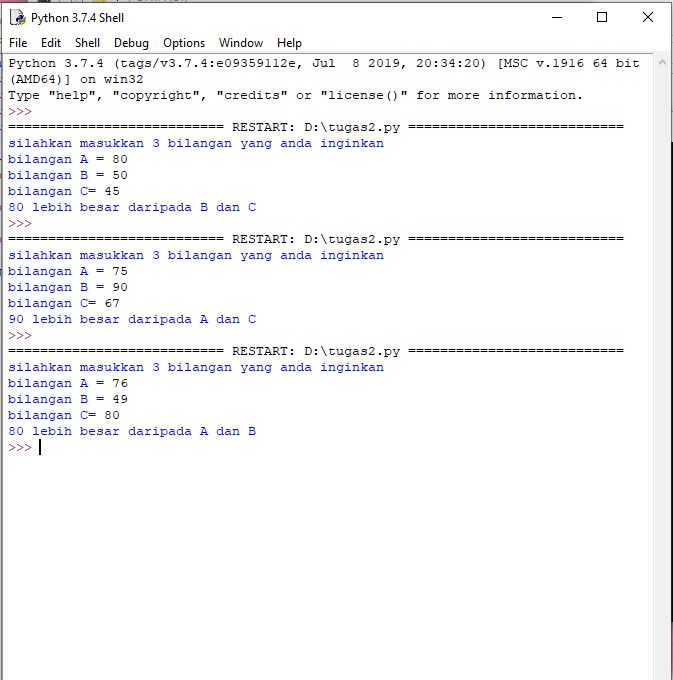 Python 3.7.4 Shell
File Edit Shell Debug Options Window Help
Python 3.7.4 (tags/v3.7.4:e09359112e, Jul  8 2019, 20:34:20) [MSC v.1916 64 bit
(AMD64)] on win32
Type "help", "copyright", "credits" or "license()" for more information.
>>>
=========================== RESTART: D:\tugas2.py ===========================
silahkan masukkan 3 bilangan yang anda inginkan
bilangan A = 80
bilangan B = 50
bilangan C= 45
80 lebih besar daripada B dan C
>>>
=========================== RESTART: D:\tugas2.py ===========================
silahkan masukkan 3 bilangan yang anda inginkan
bilangan A = 75
bilangan B = 90
bilangan C= 67
90 lebih besar daripada A dan C
>>>
=========================== RESTART: D:\tugas2.py ===========================
silahkan masukkan 3 bilangan yang anda inginkan
bilangan A = 76
bilangan B = 49
bilangan C= 80
80 lebih besar daripada A dan B
>>>